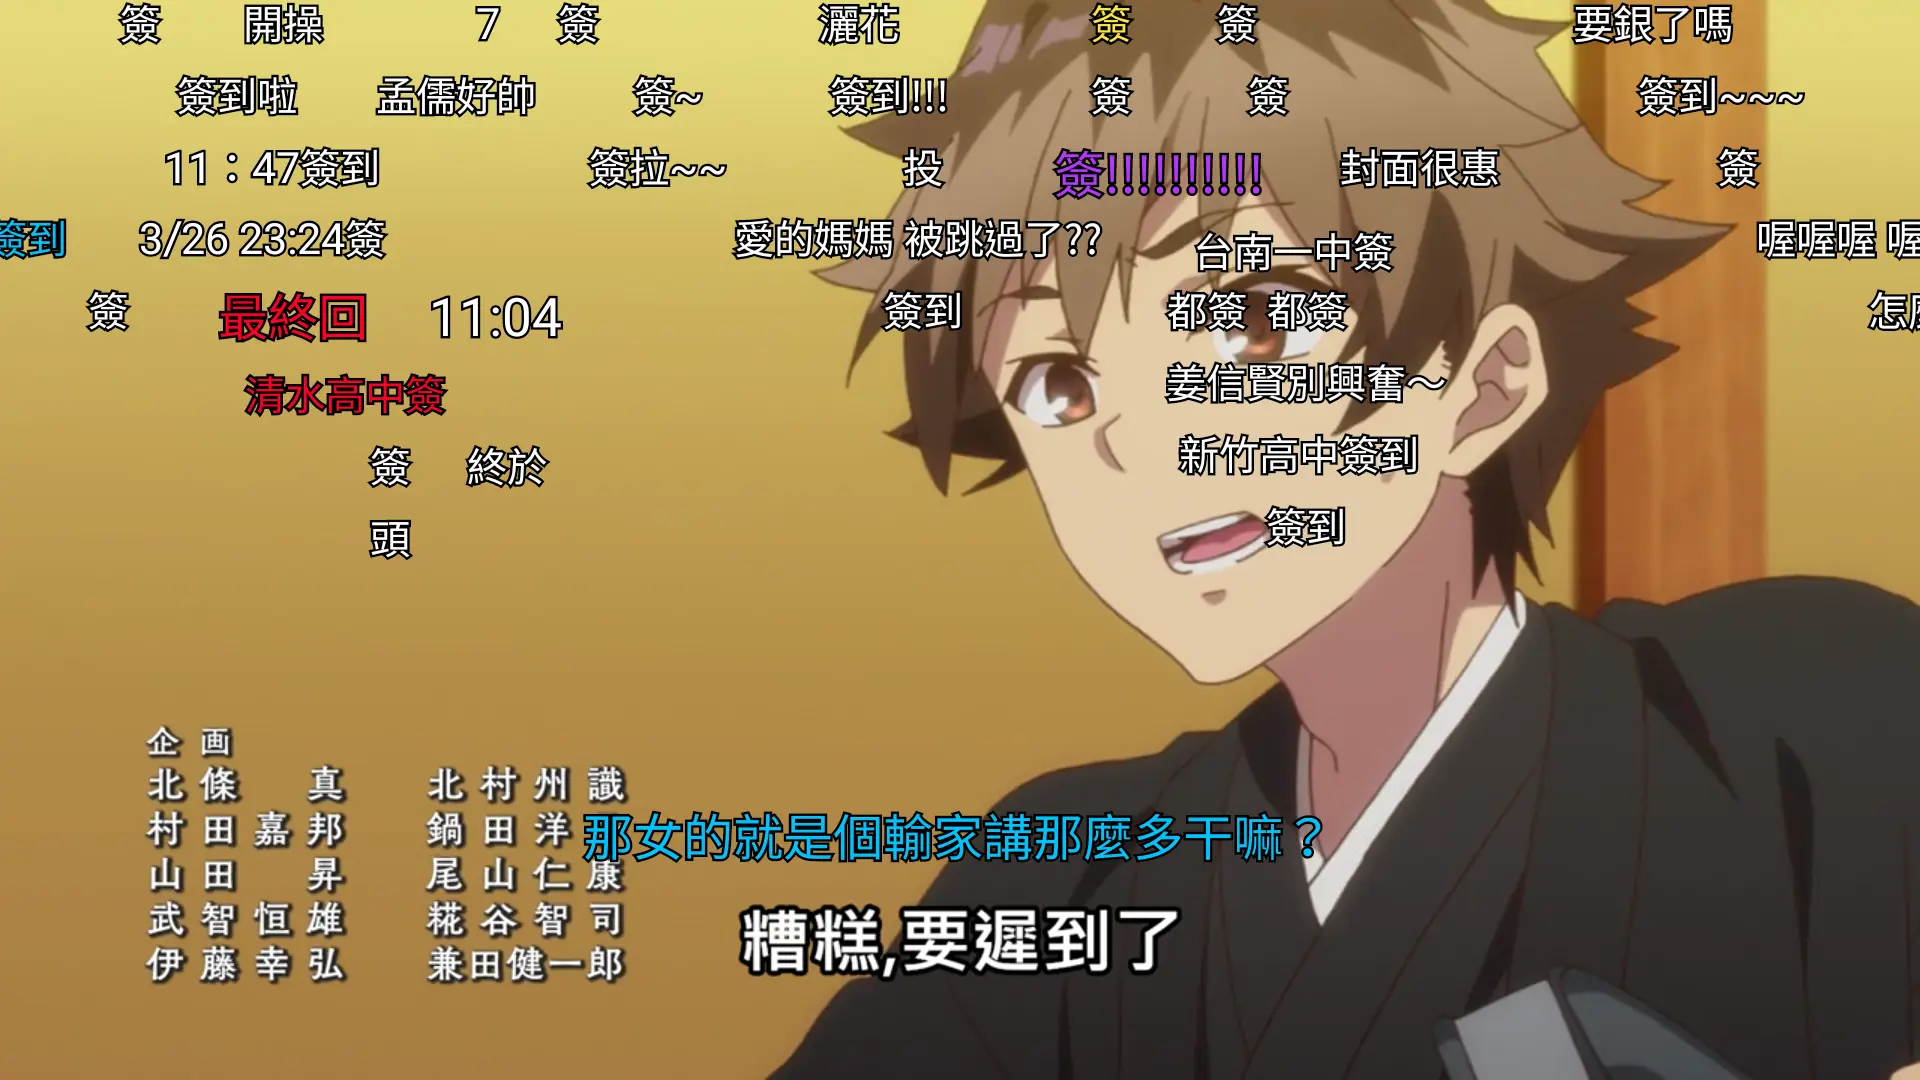 簽 開操 7 簽 灑花 簽 簽 要銀了嗎
簽到啦 孟儒好帥 簽~ 簽到!!! 簽 簽 簽到~~~
11：47簽到 簽拉~~ 投 簽!!!!!!!!!! 封面很惠 簽
簽到 3/26 23:24簽 愛的媽媽 被跳過了?? 台南一中簽 喔喔喔 喔
簽 最終回 11:04 簽到 都簽 都簽 怎麼
清水高中簽 姜信賢別興奮～
簽 終於 新竹高中簽到
頭 簽到
企画
北條 真 北村州識
村田嘉邦 鍋田洋
山田 昇 尾山仁康
武智恒雄 糀谷智司
伊藤幸弘 兼田健一郎
那女的就是個輸家講那麼多干嘛？
糟糕,要遲到了